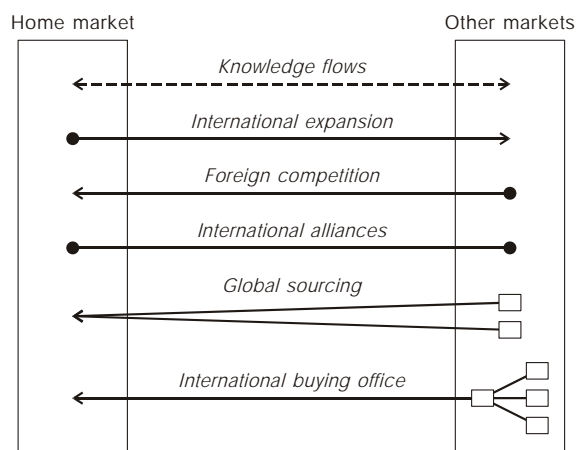 Home market
Other markets
Knowledge flows
International expansion
Foreign competition
International alliances
Global sourcing
International buying office